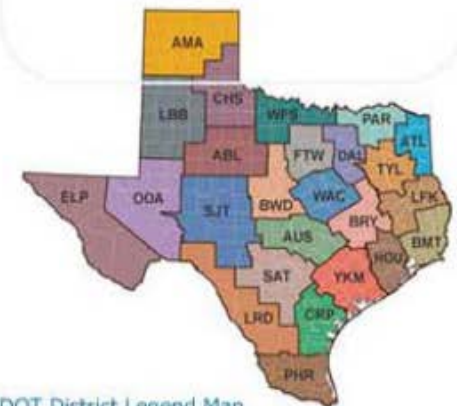 AMA
CHS
LBB
WFS
PAR
ATL
ABL
FTW
DAL
TYL
ELP
ODA
SJT
BWD
WAC
LFK
BRY
AUS
BMT
HOU
SAT
YKM
LRD
CRP
PHR
DOT District Legend Map